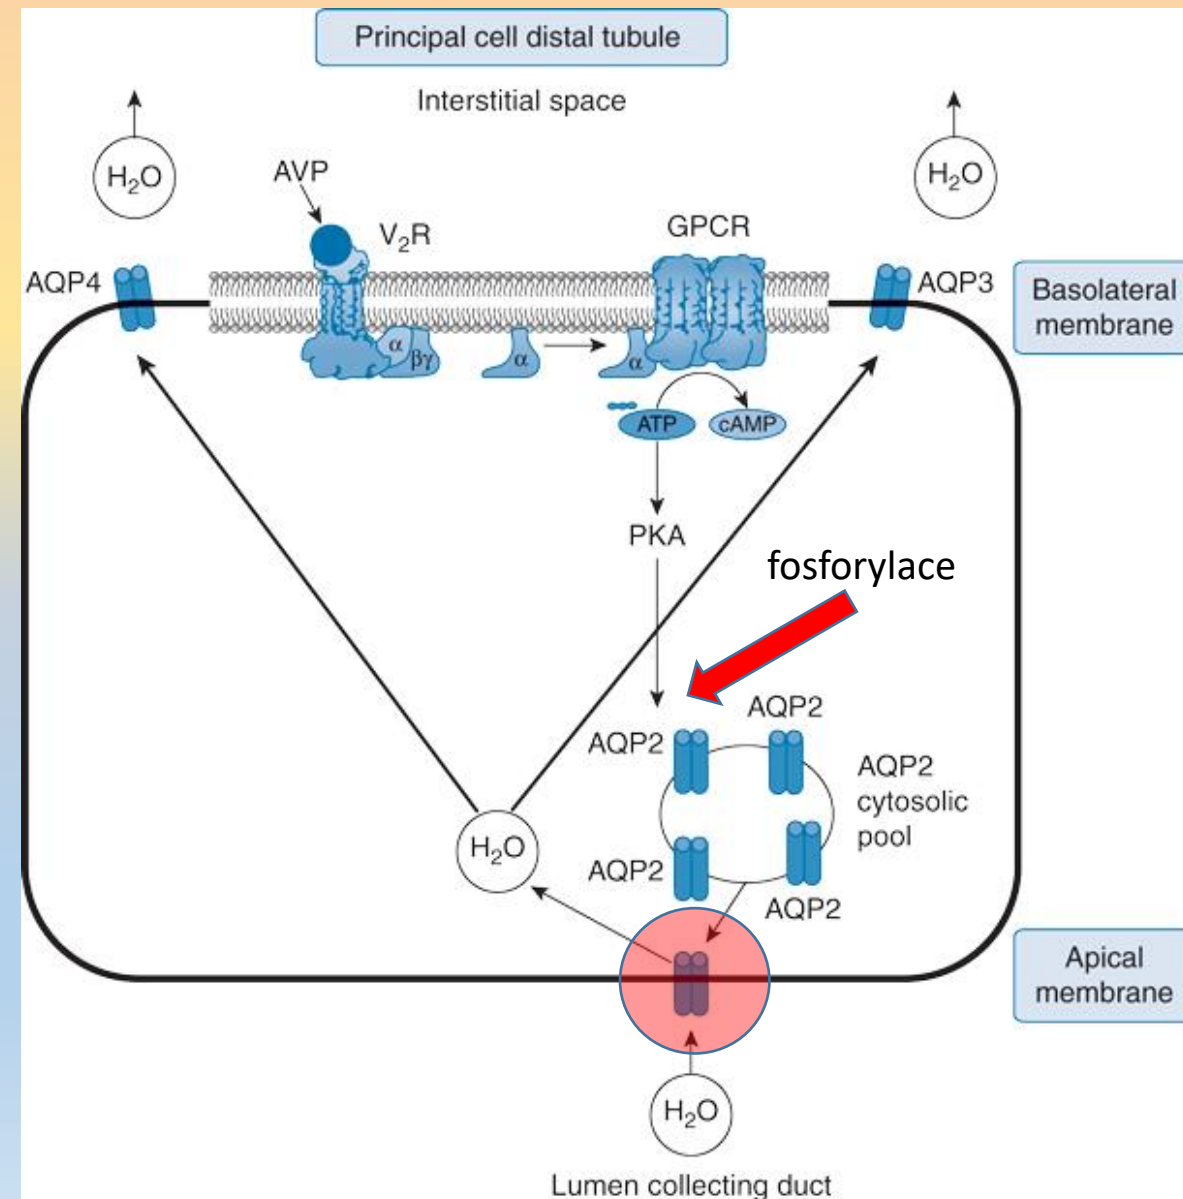 Principal cell distal tubule
Interstitial space
H₂O
H₂O
AVP
V₂R
GPCR
AQP4
AQP3
Basolateral
membrane
α
βγ
α
α
ATP
cAMP
PKA
fosforylace
AQP2
AQP2
AQP2
cytosolic
pool
H₂O
AQP2
AQP2
Apical
membrane
H₂O
Lumen collecting duct